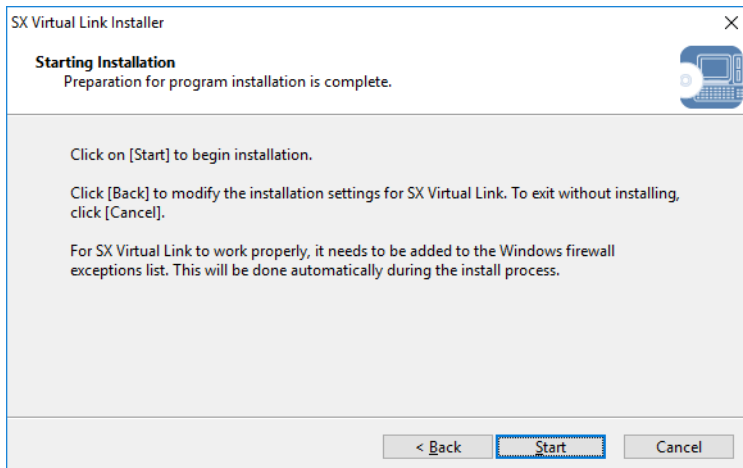 SX Virtual Link Installer
Starting Installation
Preparation for program installation is complete.
Click on [Start] to begin installation.
Click [Back] to modify the installation settings for SX Virtual Link. To exit without installing,
click [Cancel].
For SX Virtual Link to work properly, it needs to be added to the Windows firewall
exceptions list. This will be done automatically during the install process.
< Back
Start
Cancel